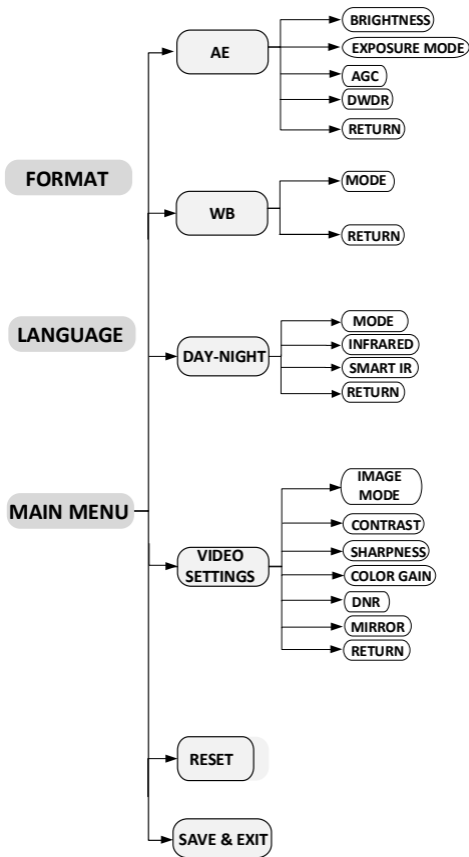 FORMAT
LANGUAGE
MAIN MENU
AE
BRIGHTNESS
EXPOSURE MODE
AGC
DWDR
RETURN
WB
MODE
RETURN
DAY-NIGHT
MODE
INFRARED
SMART IR
RETURN
VIDEO
SETTINGS
IMAGE
MODE
CONTRAST
SHARPNESS
COLOR GAIN
DNR
MIRROR
RETURN
RESET
SAVE & EXIT